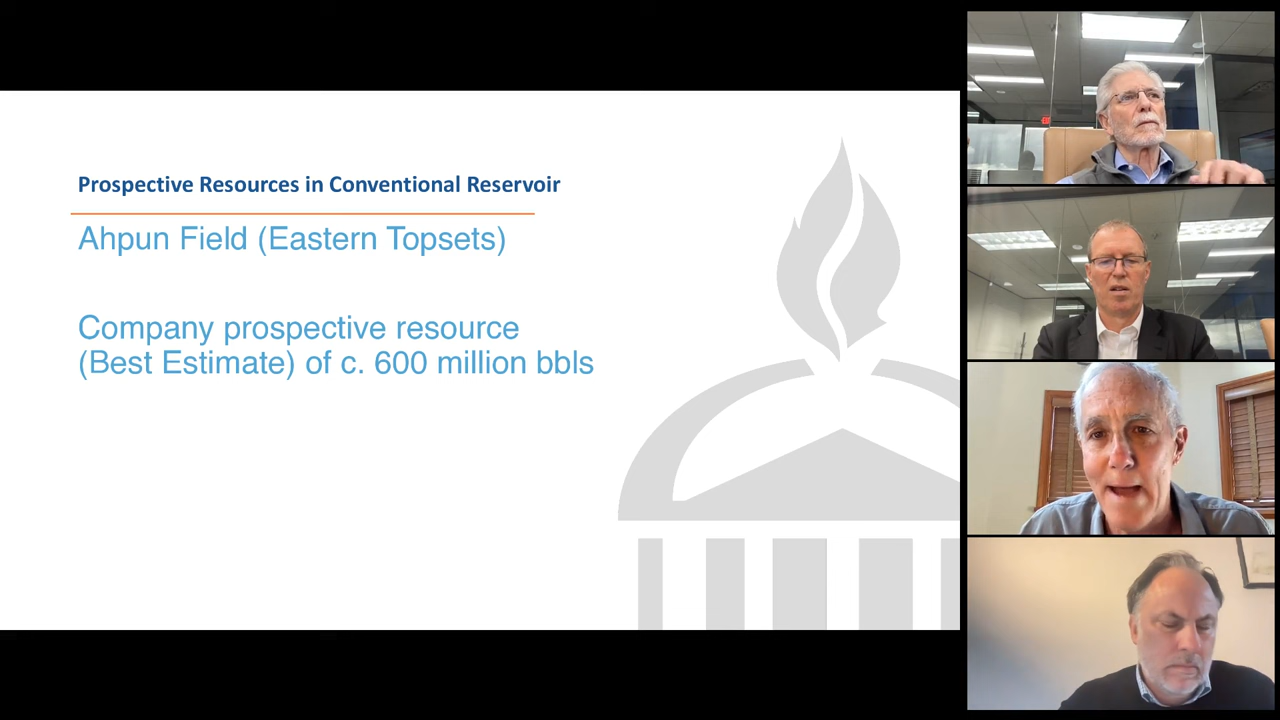 Prospective Resources in Conventional Reservoir
Ahpun Field (Eastern Topsets)
Company prospective resource
(Best Estimate) of c. 600 million bbls